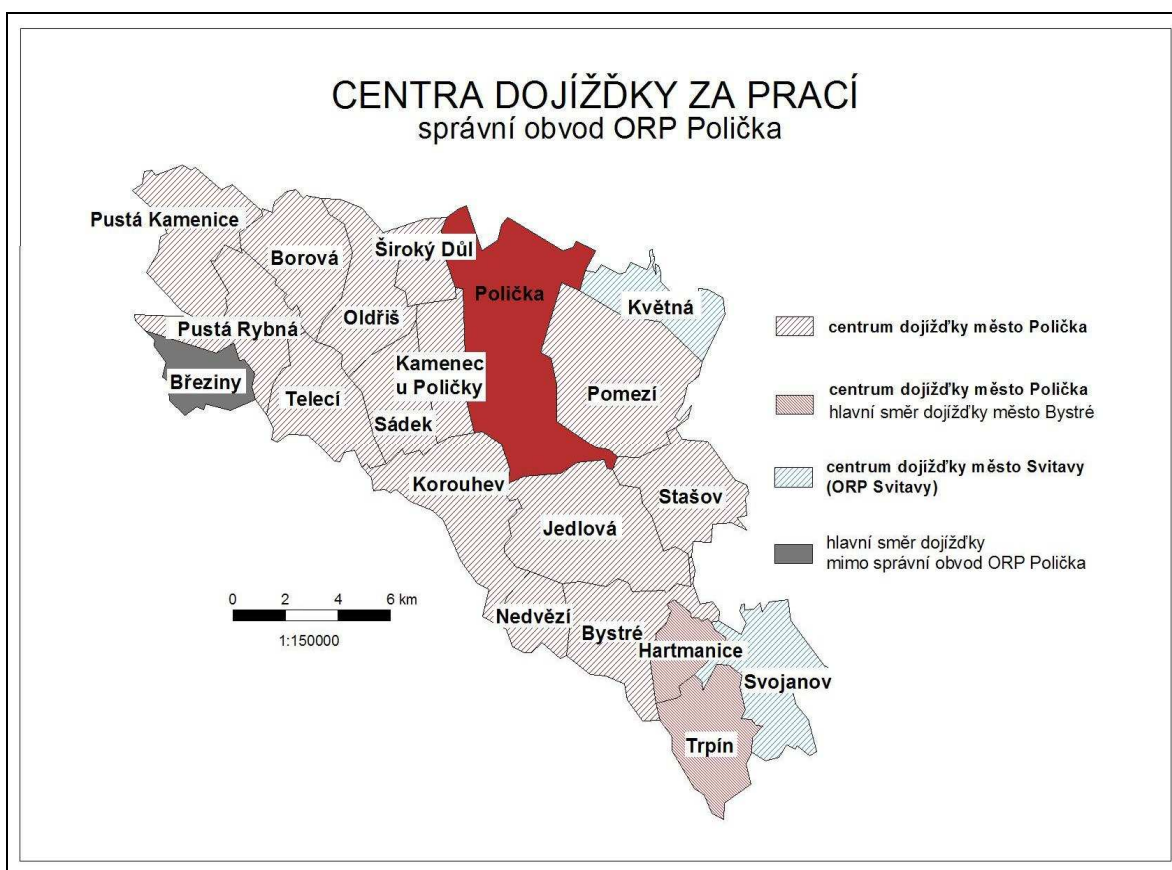 CENTRA DOJÍŽĎKY ZA PRACÍ
správní obvod ORP Polička
Pustá Kamenice
Borová
Široký Důl
Polička
Květná
Oldřiš
Pustá Rybná
Kamenec
u Poličky
Březiny
Telecí
Pomezí
Sádek
Korouhev
Stašov
Jedlová
Nedvězí
Bystré
Hartmanice
Svojanov
Trpín
centrum dojížďky město Polička
centrum dojížďky město Polička
hlavní směr dojížďky město Bystré
centrum dojížďky město Svitavy
(ORP Svitavy)
hlavní směr dojížďky
mimo správní obvod ORP Polička
0 2 4 6 km
1:150000